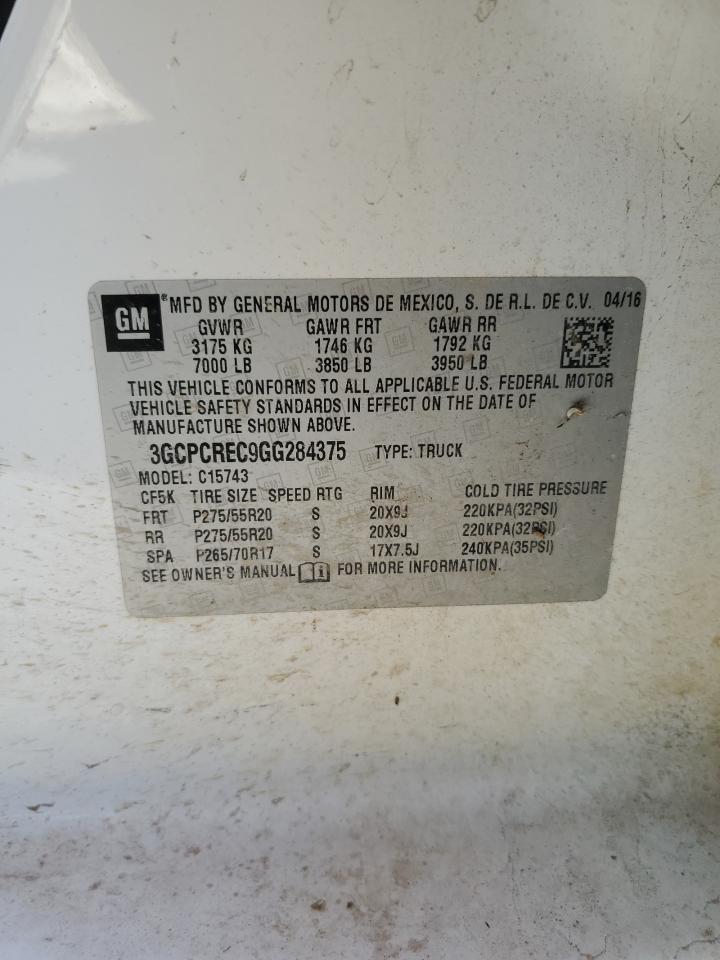 GM ® MFD BY GENERAL MOTORS DE MEXICO, S. DE R.L. DE C.V. 04/16
GVWR GAWR FRT GAWR RR
3175 KG 1746 KG 1792 KG
7000 LB 3850 LB 3950 LB
THIS VEHICLE CONFORMS TO ALL APPLICABLE U.S. FEDERAL MOTOR
VEHICLE SAFETY STANDARDS IN EFFECT ON THE DATE OF
MANUFACTURE SHOWN ABOVE.
3GCPCREC9GG284375 TYPE: TRUCK
MODEL: C15743
CF5K TIRE SIZE SPEED RTG RIM COLD TIRE PRESSURE
FRT P275/55R20 S 20X9J 220KPA(32PSI)
RR P275/55R20 S 20X9J 220KPA(32PSI)
SPA P265/70R17 S 17X7.5J 240KPA(35PSI)
SEE OWNER'S MANUAL FOR MORE INFORMATION.